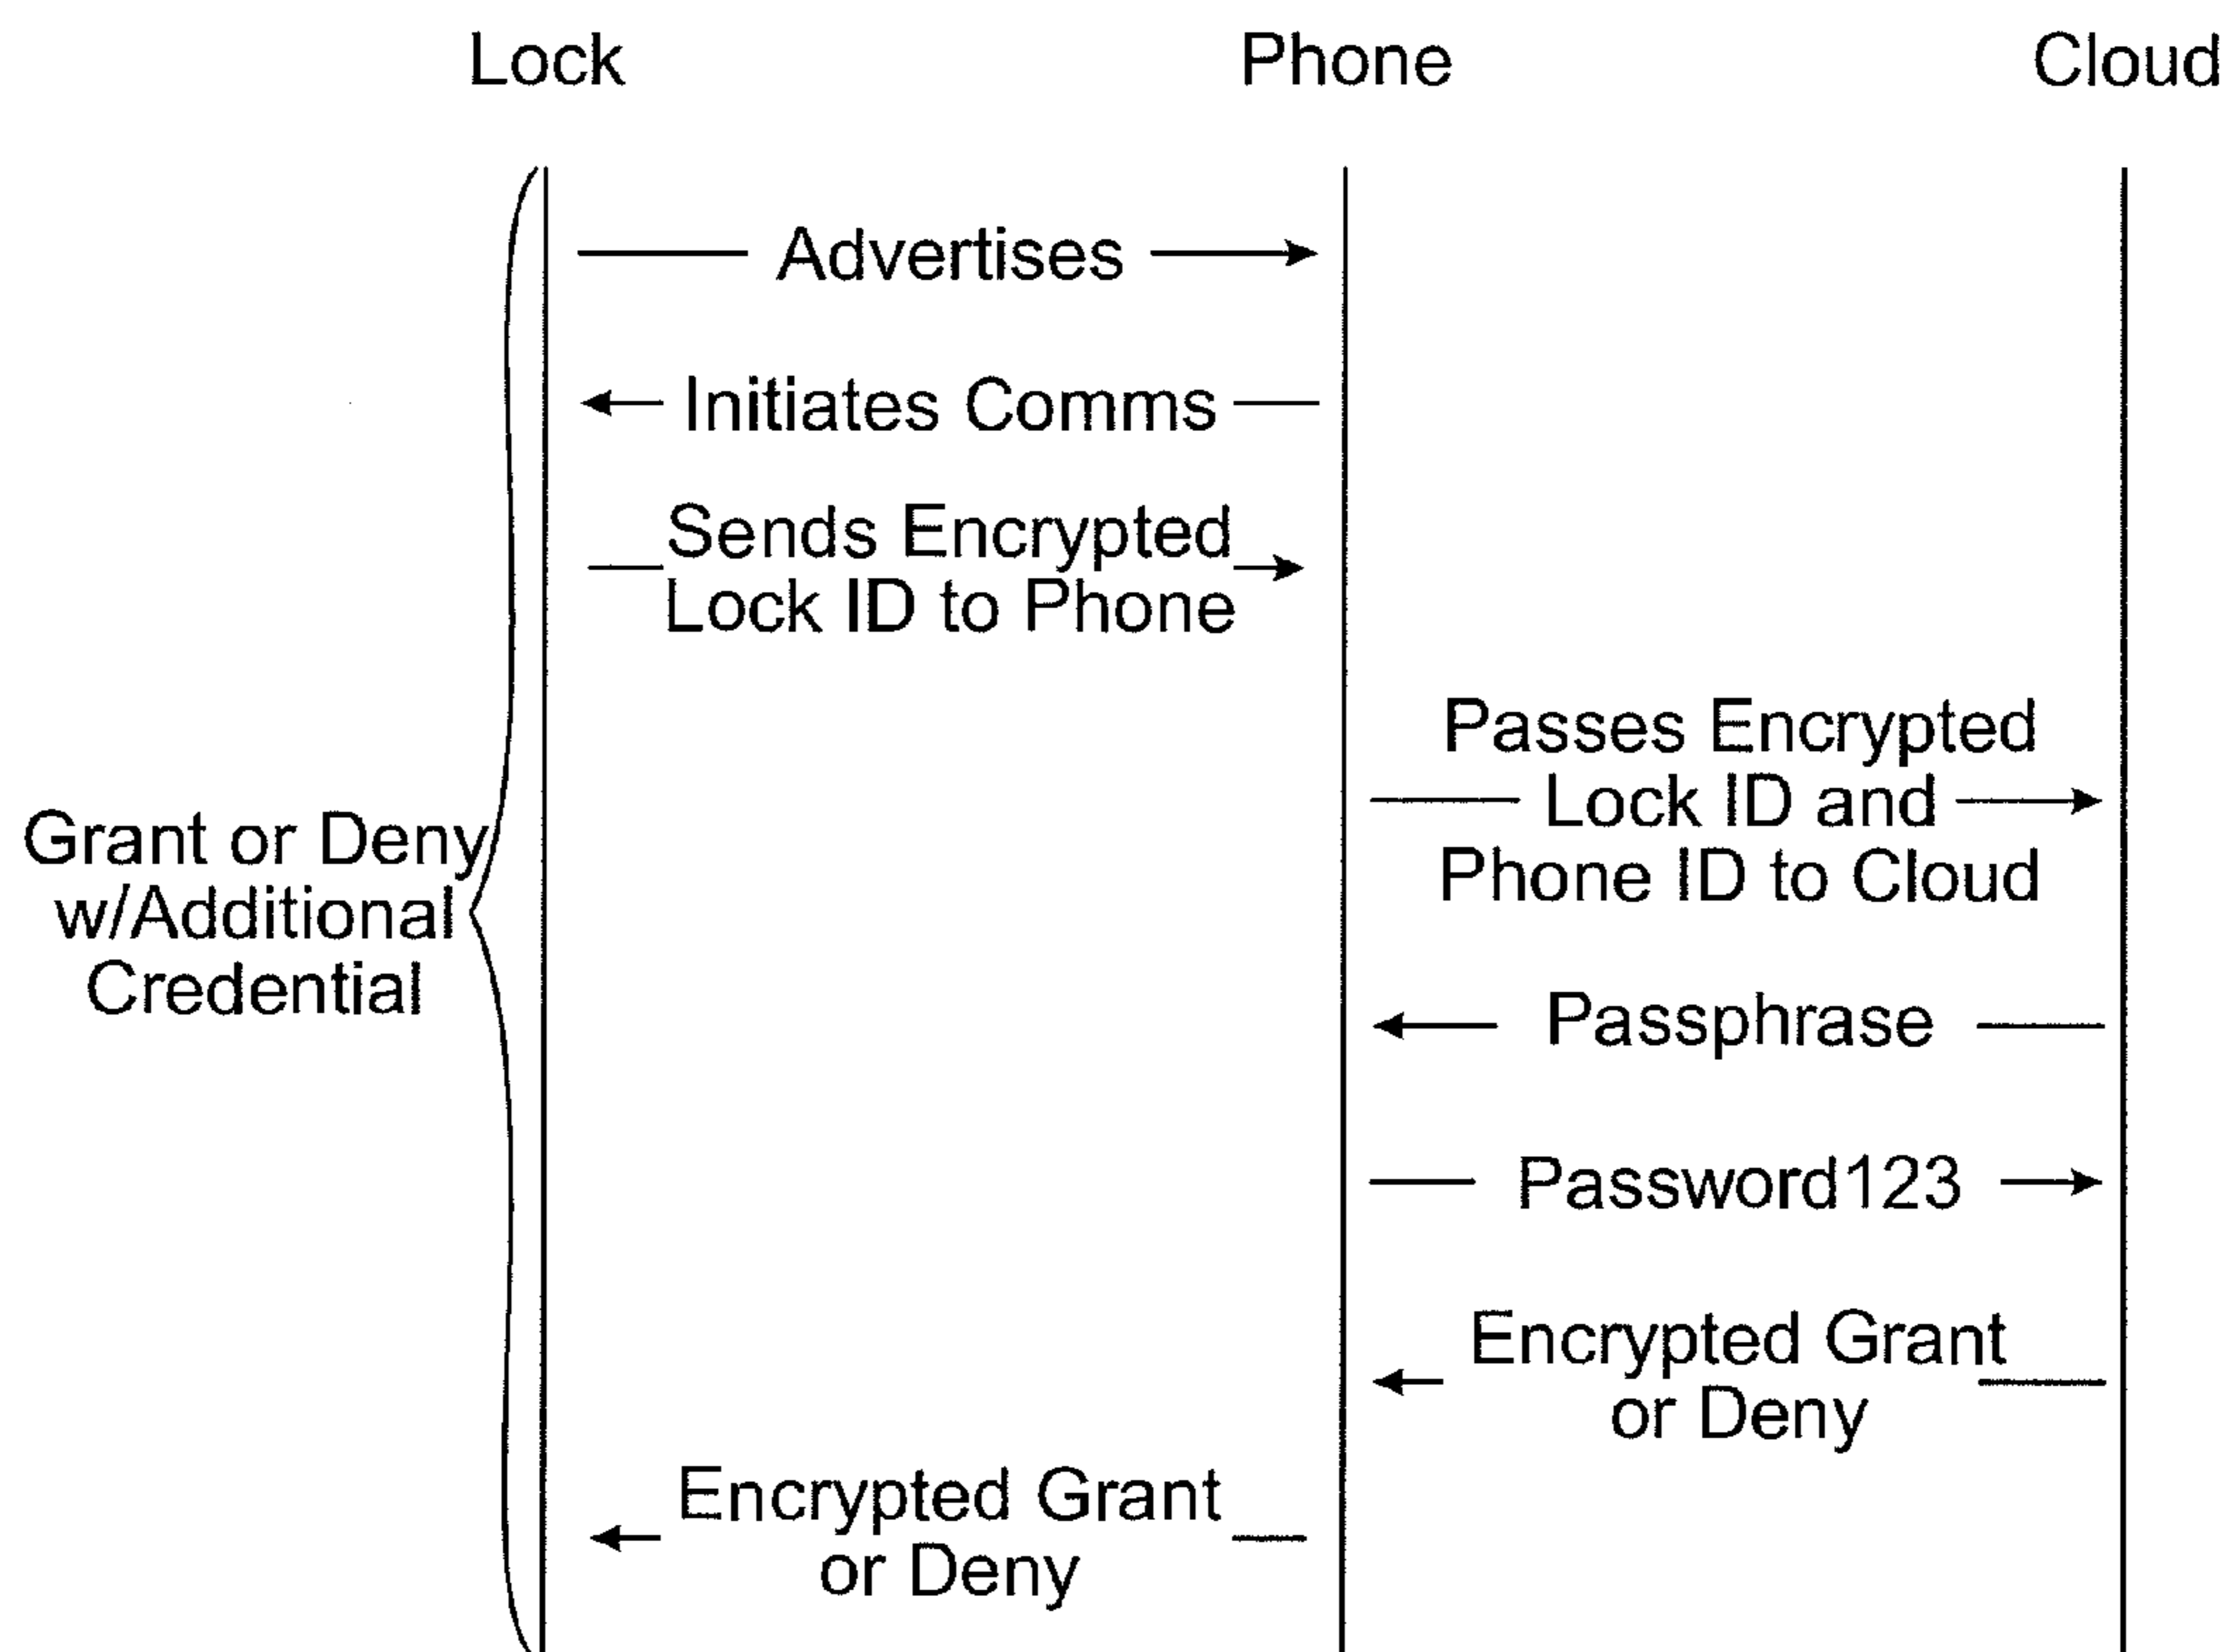 Lock
Phone
Cloud
Advertises
Initiates Comms
Sends Encrypted
Lock ID to Phone
Passes Encrypted
Lock ID and
Phone ID to Cloud
Grant or Deny
w/Additional
Credential
Passphrase
Password123
Encrypted Grant
or Deny
Encrypted Grant
or Deny